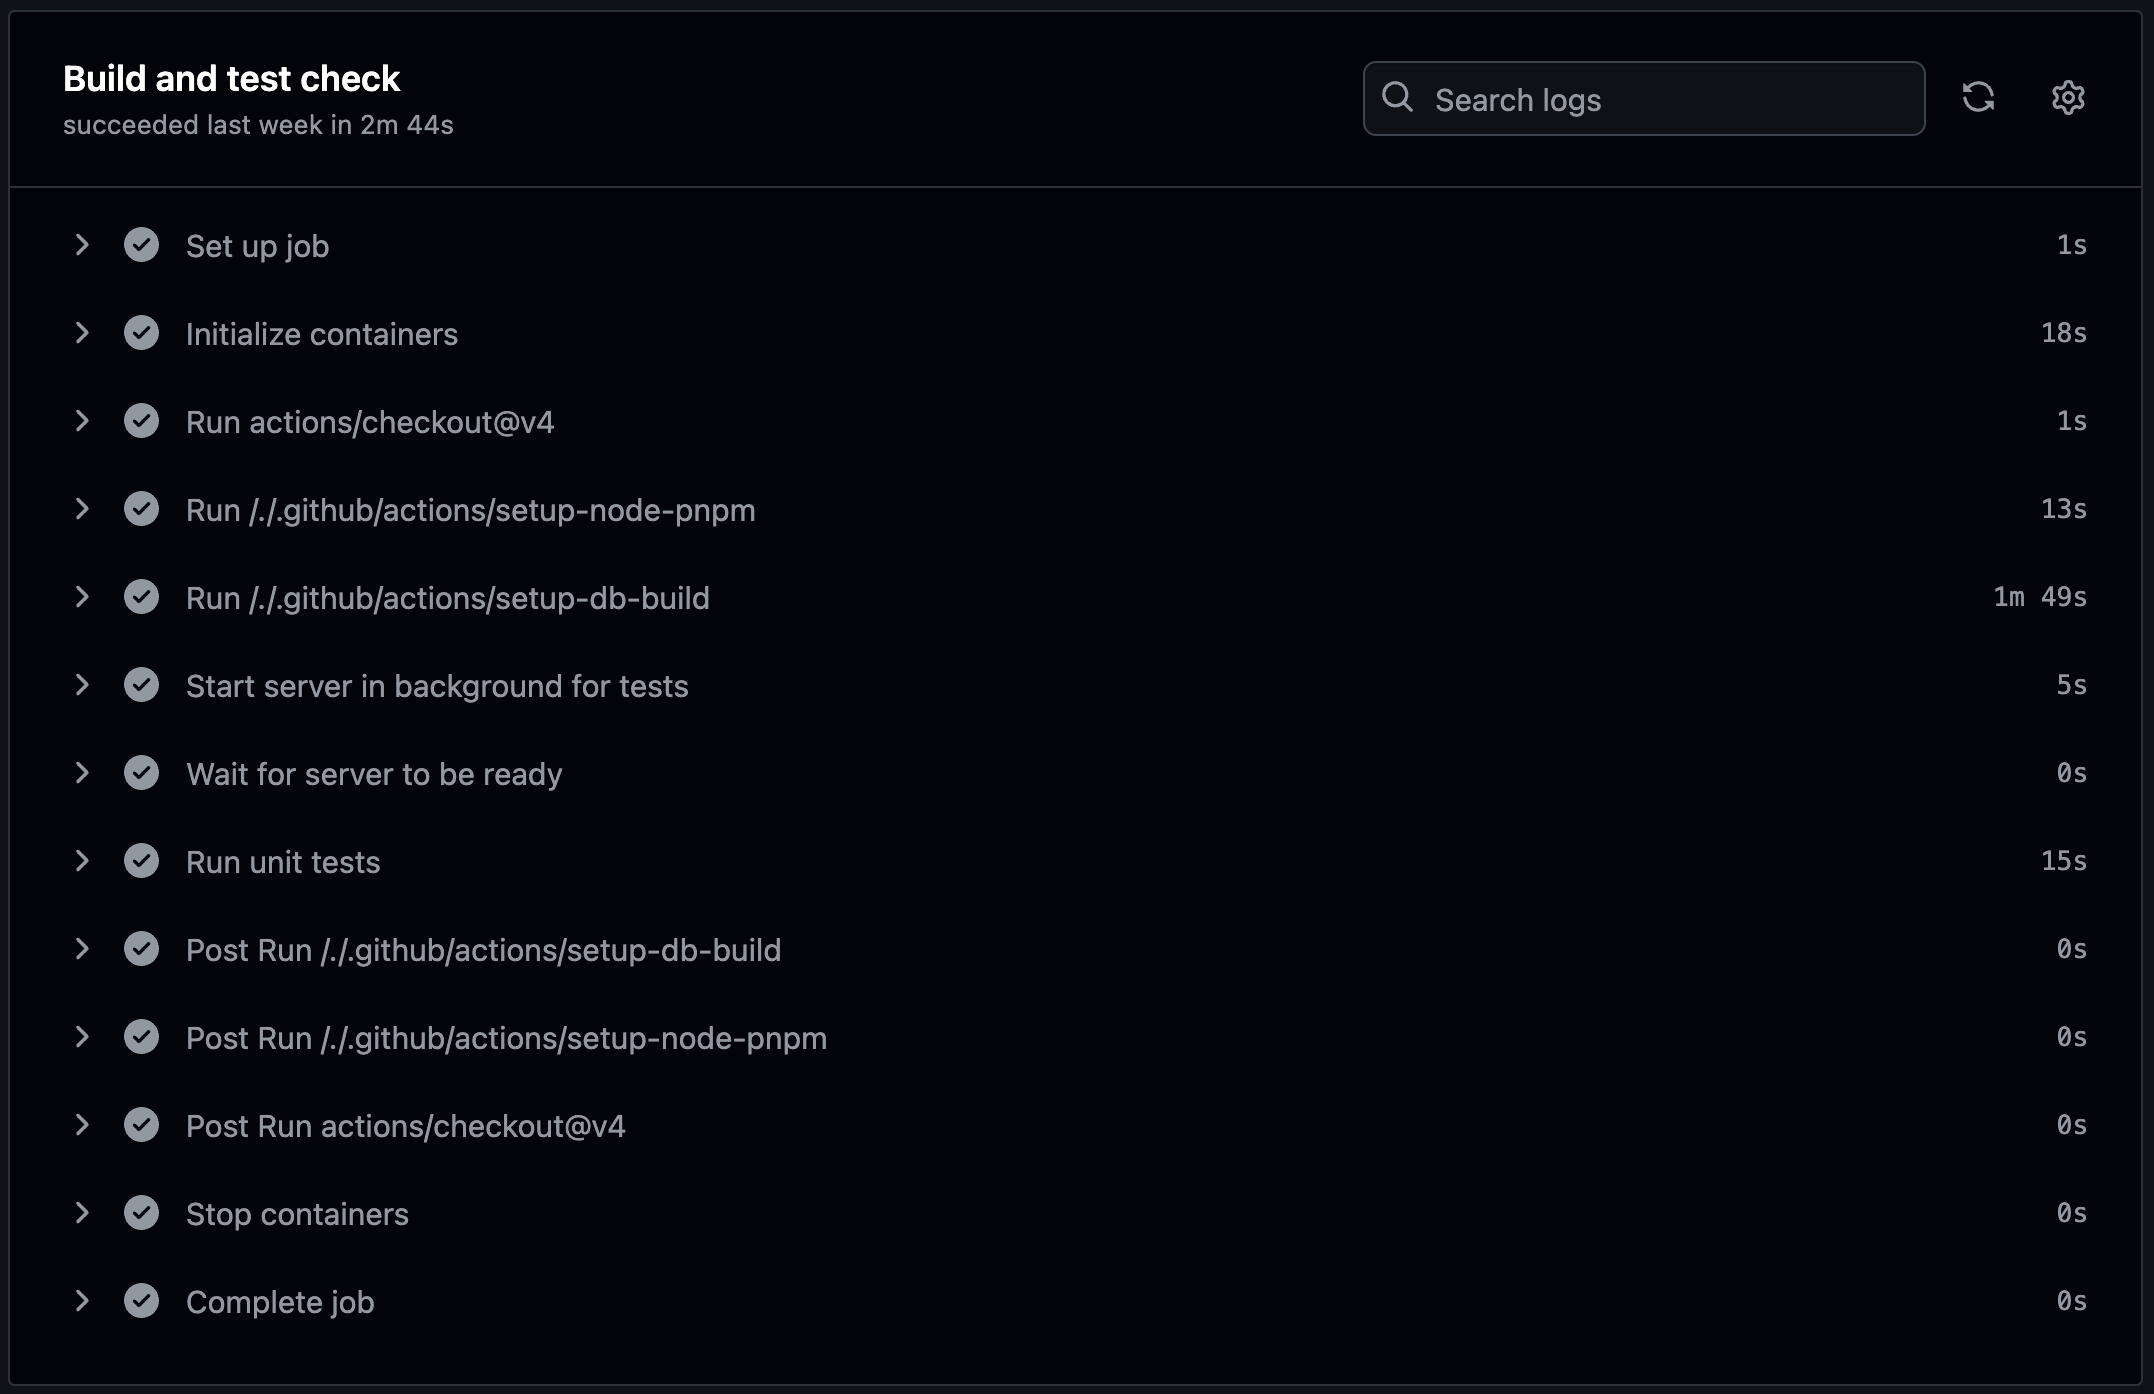 Build and test check
succeeded last week in 2m 44s
Search logs
Set up job 1s
Initialize containers 18s
Run actions/checkout@v4 1s
Run /./.github/actions/setup-node-pnpm 13s
Run /./.github/actions/setup-db-build 1m 49s
Start server in background for tests 5s
Wait for server to be ready 0s
Run unit tests 15s
Post Run /./.github/actions/setup-db-build 0s
Post Run /./.github/actions/setup-node-pnpm 0s
Post Run actions/checkout@v4 0s
Stop containers 0s
Complete job 0s